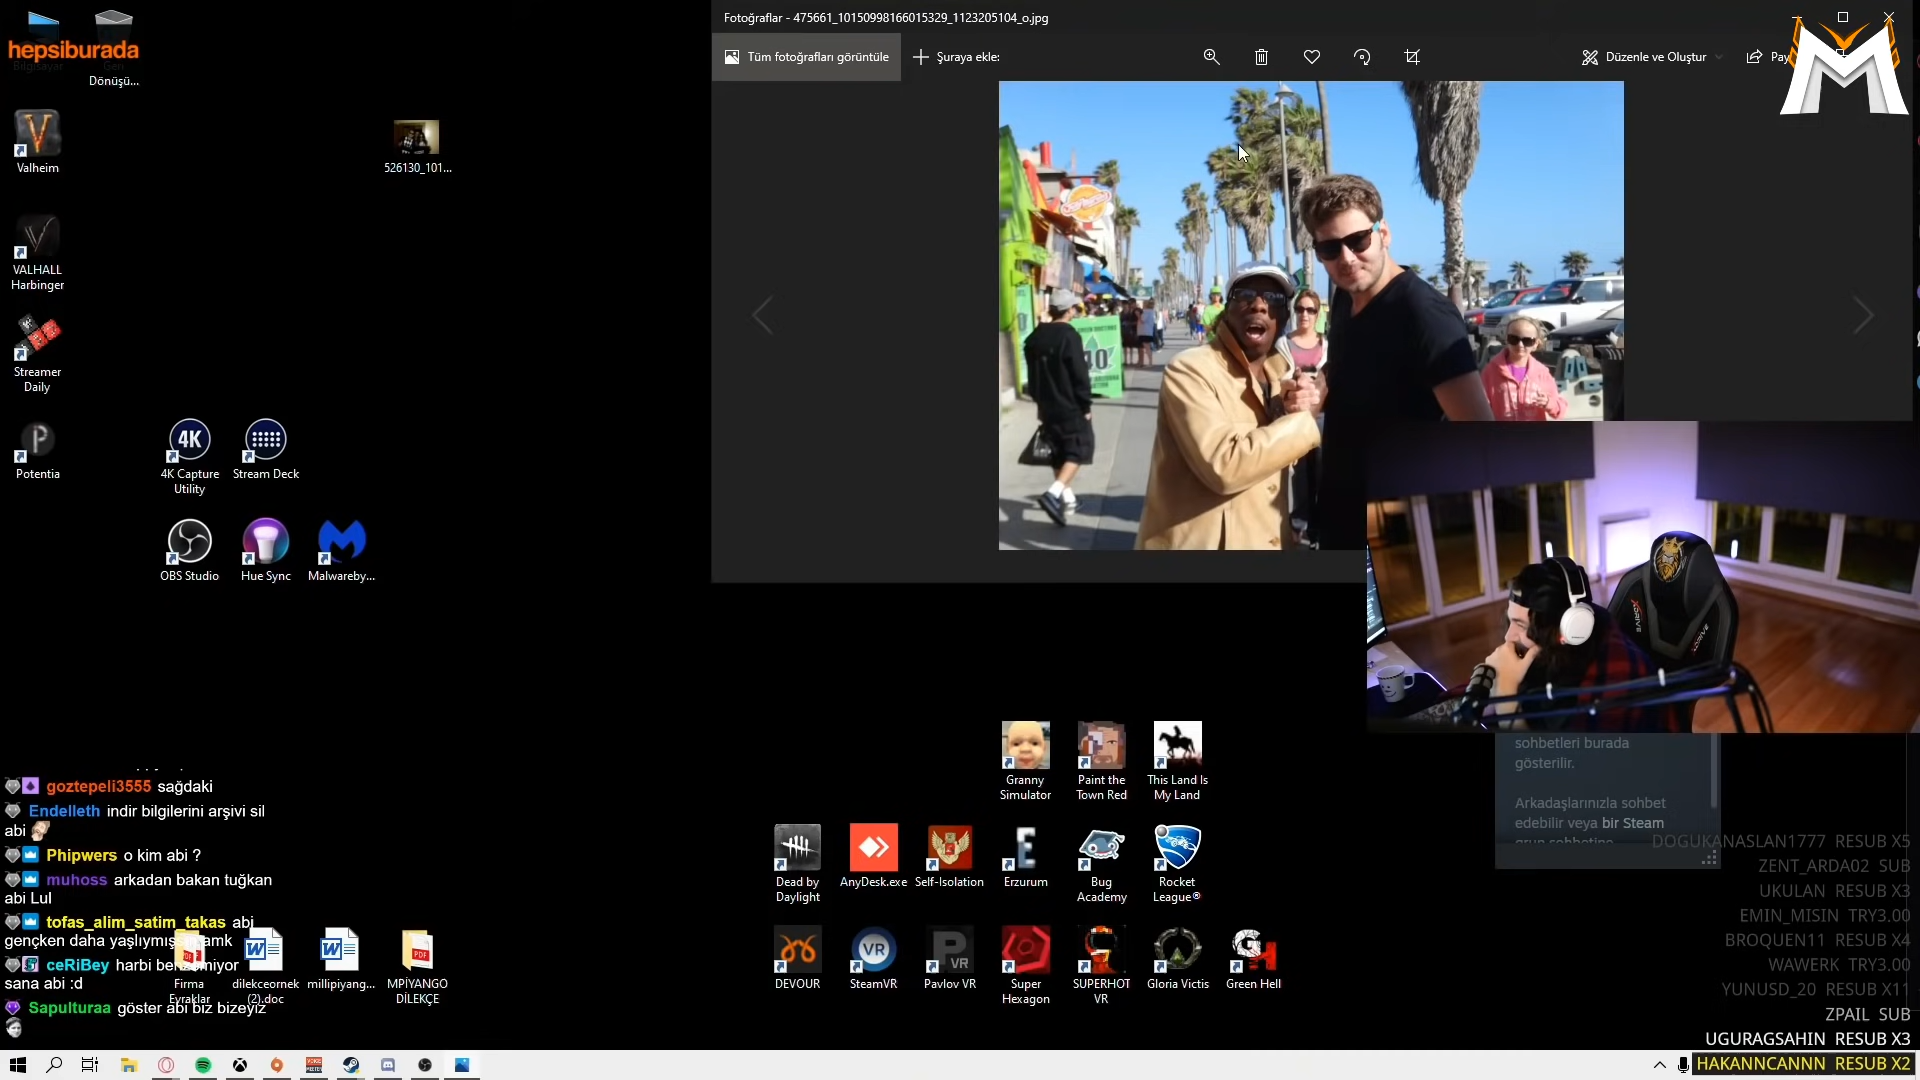 Fotoğraflar - 475661_10150998166015329_1123205104_o.jpg
Tüm fotoğrafları görüntüle
Şuraya ekle:
Düzenle ve Oluştur
Pay
M
hepsiburada
Dönüşü...
Valheim
526130_101...
VALHALL
Harbinger
Streamer
Daily
Potentia
4K
4K Capture
Utility
Stream Deck
OBS Studio
Hue Sync
Malwareby...
Granny
Simulator
Paint the
Town Red
This Land Is
My Land
Dead by
Daylight
AnyDesk.exe
Self-Isolation
Erzurum
Bug
Academy
Rocket
League®
DEVOUR
SteamVR
Pavlov VR
Super
Hexagon
SUPERHOT
VR
Gloria Victis
Green Hell
goztepeli3555 sağdaki
Endelleth indir bilgilerini arşivi sil
abi
Phipwers o kim abi ?
muhoss arkadan bakan tuğkan
abi Lul
tofas_alim_satim_takas abi
gençken daha yaşlıymışsın amk
ceRiBey harbi benzemiyor
sana abi :d
Sapulturaa göster abi biz bizeyiz
Firma
Evraklar
dilekceornek
(2).doc
millipiyang...
MPİYANGO
DİLEKÇE
sohbetleri burada
gösterilir.
Arkadaşlarınızla sohbet
edebilir veya bir Steam
DOGUKANASLAN1777 RESUB X5
ZENT_ARDA02 SUB
UKULAN RESUB X3
EMIN_MISIN TRY3.00
BROQUEN11 RESUB X4
WAWERK TRY3.00
YUNUSD_20 RESUB X11
ZPAIL SUB
UGURAGSAHIN RESUB X3
HAKANNCANNN RESUB X2